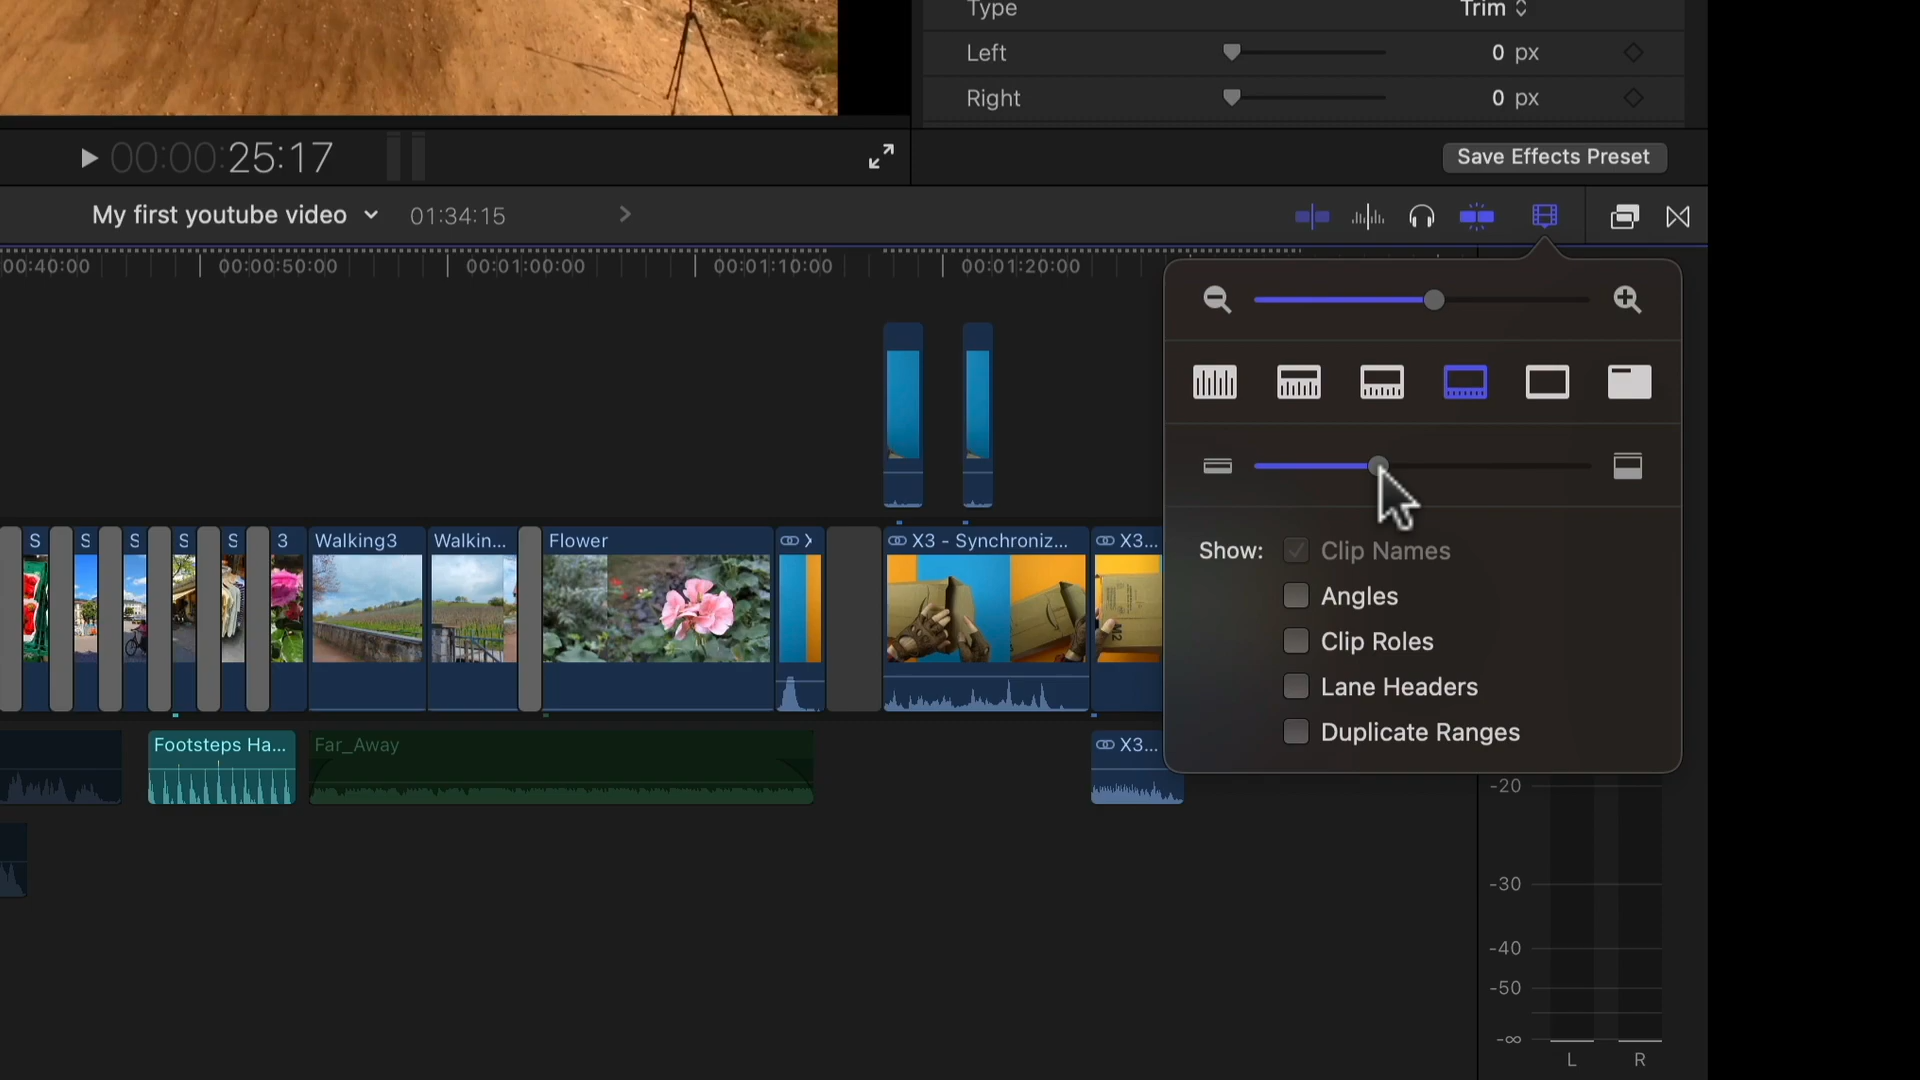 Type
Trim
Left
0 px
Right
0 px
00:00:25:17
Save Effects Preset
My first youtube video
01:34:15
00:40:00
00:00:50:00
00:01:00:00
00:01:10:00
00:01:20:00
S
S
S
S
S
3
Walking3
Walkin...
Flower
X3 - Synchroniz...
X3...
Footsteps Ha...
Far_Away
X3...
M2
Show:
Clip Names
Angles
Clip Roles
Lane Headers
Duplicate Ranges
-20
-30
-40
-50
-∞
L
R